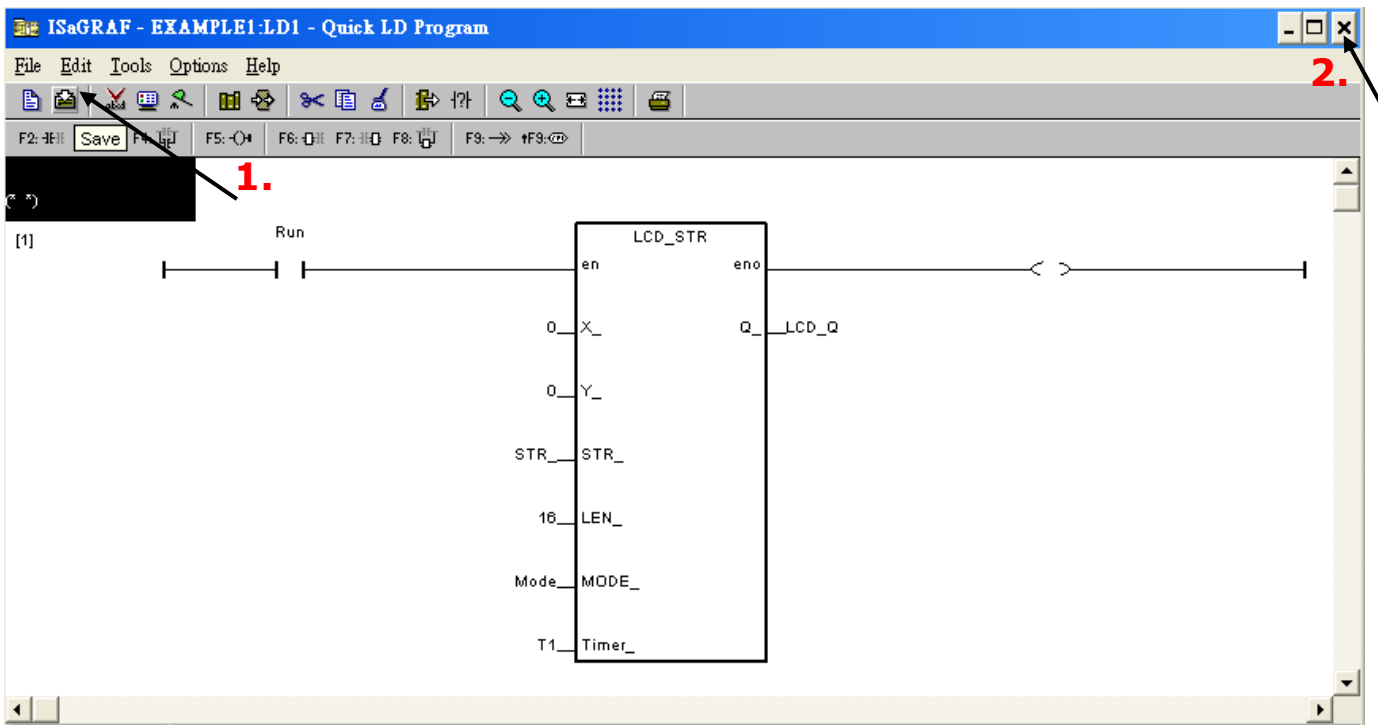 ISaGRAF - EXAMPLE1:LD1 - Quick LD Program
File Edit Tools Options Help
2.
F2: Save F4: F5: F6: F7: F8: F9: ↑F9:
1.
(* *)
[1]
Run
LCD_STR
en eno
0 X_ Q_ LCD_Q
0 Y_
STR_ STR_
16 LEN_
Mode MODE_
T1 Timer_